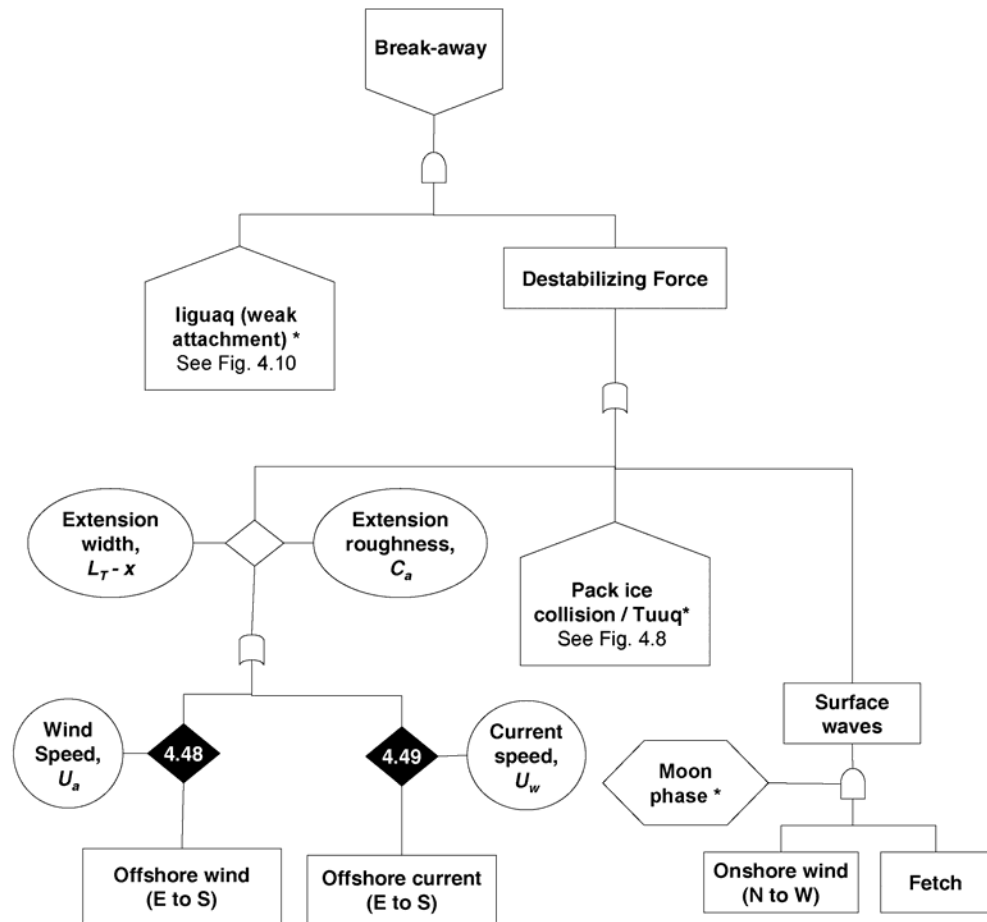 Break-away
Iiguaq (weak
attachment) *
See Fig. 4.10
Destabilizing Force
Extension
width,
L_T - x
Extension
roughness,
C_a
Pack ice
collision / Tuuq*
See Fig. 4.8
Wind
Speed,
U_a
4.48
4.49
Current
speed,
U_w
Surface
waves
Moon
phase *
Offshore wind
(E to S)
Offshore current
(E to S)
Onshore wind
(N to W)
Fetch